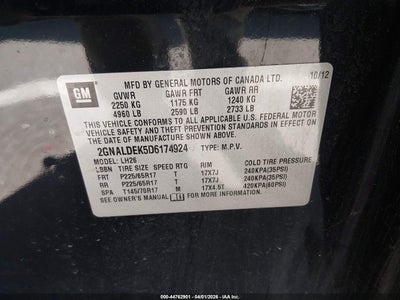 GM
MFD BY GENERAL MOTORS OF CANADA LTD.
10/12
GVWR GAWR FRT GAWR RR
2250 KG 1175 KG 1240 KG
4960 LB 2590 LB 2733 LB
THIS VEHICLE CONFORMS TO ALL APPLICABLE U.S. FEDERAL MOTOR
VEHICLE SAFETY AND THEFT PREVENTION STANDARDS IN EFFECT ON
THE DATE OF MANUFACTURE SHOWN ABOVE.
2GNALDEK5D6174924 TYPE: M.P.V.
MODEL: LH26
TIRE SIZE SPEED RTG RIM COLD TIRE PRESSURE
FRT P225/65R17 T 17X7J 240KPA(35PSI)
RR P225/65R17 T 17X7J 240KPA(35PSI)
SPA T145/70R17 M 17X4.5T 420KPA(60PSI)
SEE OWNER'S MANUAL
IAA-44762901 - 04/01/2026 - IAAI.com